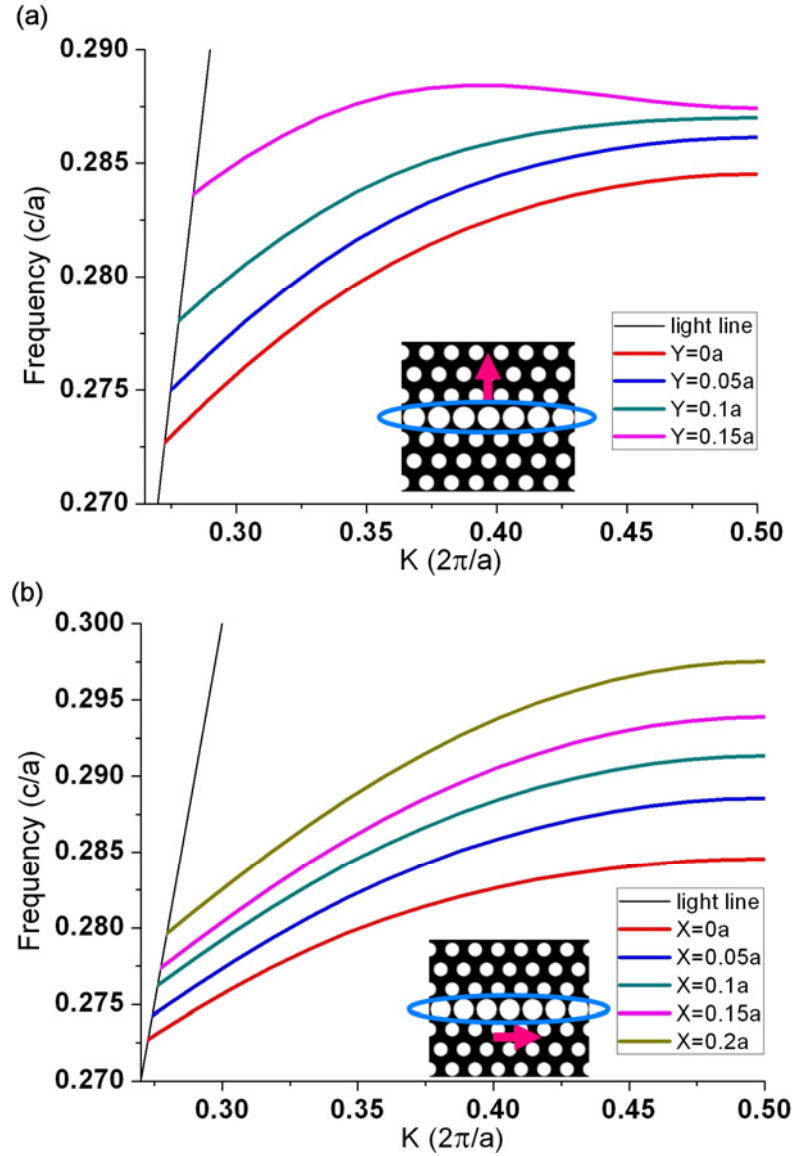 (a)
0.290
0.285
0.280
0.275
0.270
Frequency (c/a)
light line
Y=0a
Y=0.05a
Y=0.1a
Y=0.15a
0.30
0.35
0.40
0.45
0.50
K (2π/a)
(b)
0.300
0.295
0.290
0.285
0.280
0.275
0.270
Frequency (c/a)
light line
X=0a
X=0.05a
X=0.1a
X=0.15a
X=0.2a
0.30
0.35
0.40
0.45
0.50
K (2π/a)